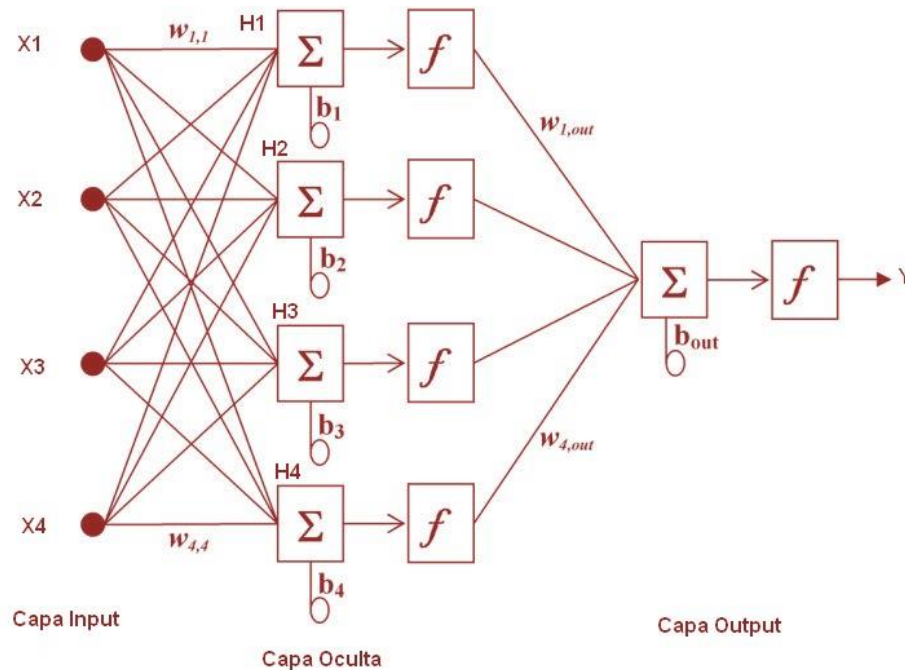 X1
w1,1
H1
Σ
f
b1
w1,out
X2
H2
Σ
f
b2
Σ
f
Y
bout
X3
H3
Σ
f
b3
w4,out
X4
w4,4
H4
Σ
f
b4
Capa Input
Capa Oculta
Capa Output